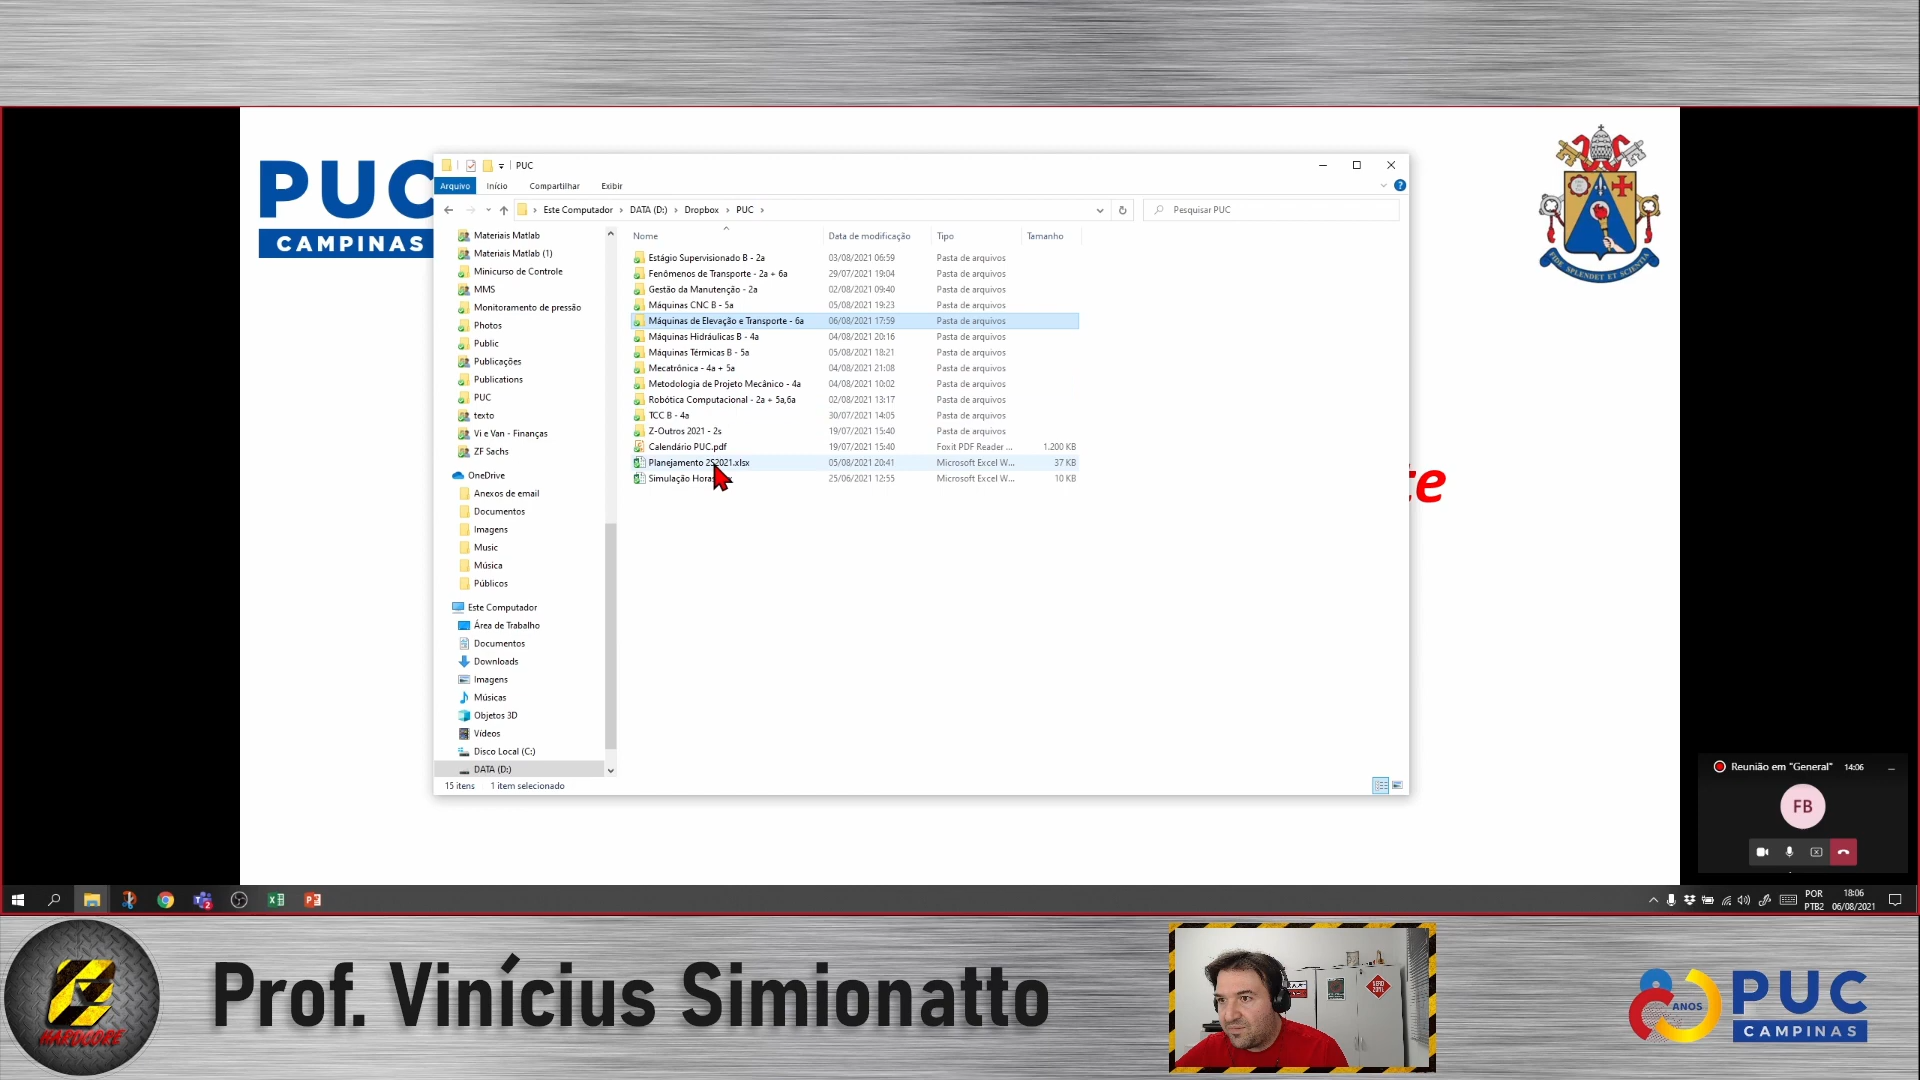 PUC
CAMPINAS
PUC
Arquivo Início Compartilhar Exibir
Este Computador DATA (D:) Dropbox PUC
Pesquisar PUC
Materiais Matlab
Materiais Matlab (1)
Minicurso de Controle
MMS
Monitoramento de pressão
Photos
Public
Publicações
Publications
PUC
texto
Vi e Van - Finanças
ZF Sachs
OneDrive
Anexos de email
Documentos
Imagens
Music
Música
Públicos
Este Computador
Área de Trabalho
Documentos
Downloads
Imagens
Músicas
Objetos 3D
Vídeos
Disco Local (C:)
DATA (D:)
Nome Data de modificação Tipo Tamanho
Estágio Supervisionado B - 2a 03/08/2021 06:59 Pasta de arquivos
Fenômenos de Transporte - 2a + 6a 29/07/2021 19:04 Pasta de arquivos
Gestão da Manutenção - 2a 02/08/2021 09:40 Pasta de arquivos
Máquinas CNC B - 5a 05/08/2021 19:23 Pasta de arquivos
Máquinas de Elevação e Transporte - 6a 06/08/2021 17:59 Pasta de arquivos
Máquinas Hidráulicas B - 4a 04/08/2021 20:16 Pasta de arquivos
Máquinas Térmicas B - 5a 05/08/2021 18:21 Pasta de arquivos
Mecatrônica - 4a + 5a 04/08/2021 21:08 Pasta de arquivos
Metodologia de Projeto Mecânico - 4a 04/08/2021 10:02 Pasta de arquivos
Robótica Computacional - 2a + 5a,6a 02/08/2021 13:17 Pasta de arquivos
TCC B - 4a 30/07/2021 14:05 Pasta de arquivos
Z-Outros 2021 - 2s 19/07/2021 15:40 Pasta de arquivos
Calendário PUC.pdf 19/07/2021 15:40 Foxit PDF Reader ... 1.200 KB
Planejamento 2S2021.xlsx 05/08/2021 20:41 Microsoft Excel W... 37 KB
Simulação 25/06/2021 12:55 Microsoft Excel W... 10 KB
15 itens 1 item selecionado
te
FIDE SPLENDET ET SCIENTIA
Reunião em "General" 14:06
FB
POR
PTB2
18:06
06/08/2021
HARDCORE
Prof. Vinícius Simionatto
ANOS
PUC
CAMPINAS